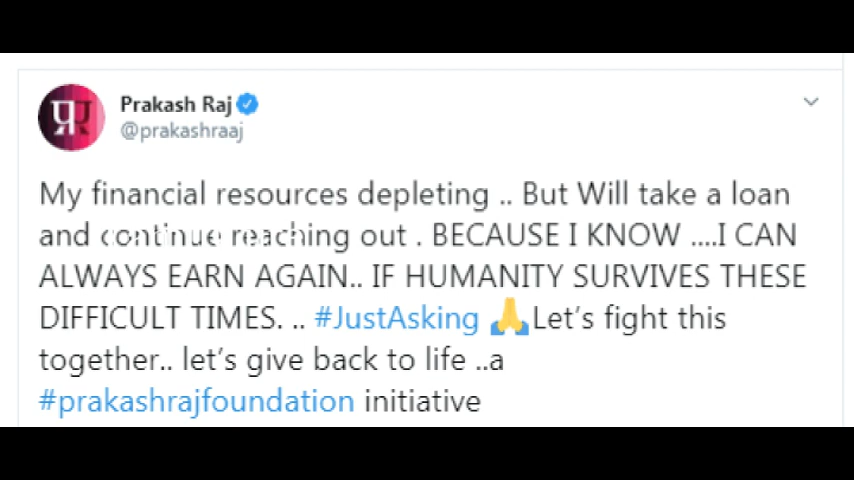 Prakash Raj
@prakashraaj
My financial resources depleting .. But Will take a loan
and continue reaching out . BECAUSE I KNOW ....I CAN
ALWAYS EARN AGAIN.. IF HUMANITY SURVIVES THESE
DIFFICULT TIMES. .. #JustAsking 🙏Let's fight this
together.. let's give back to life ..a
#prakashrajfoundation initiative